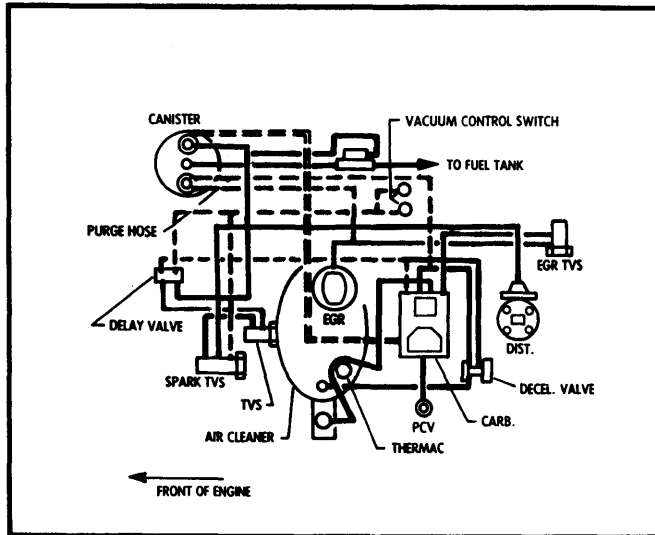 CANISTER
VACUUM CONTROL SWITCH
TO FUEL TANK
PURGE HOSE
EGR TVS
DELAY VALVE
EGR
DIST.
SPARK TVS
TVS
DECEL. VALVE
PCV
CARB.
AIR CLEANER
THERMAC
FRONT OF ENGINE